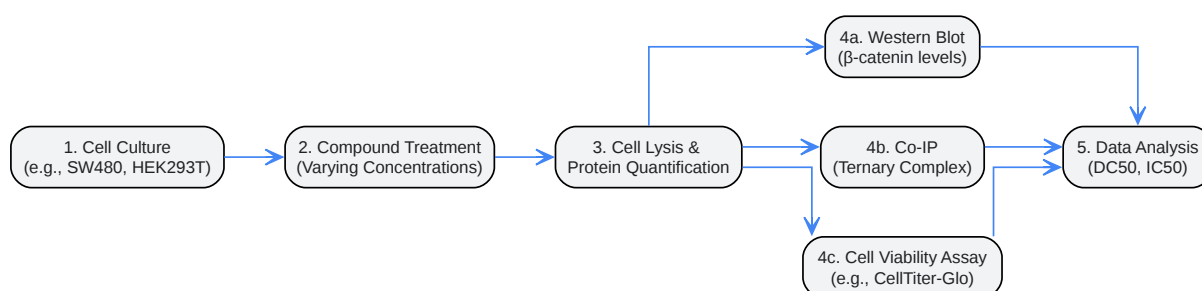 4a. Western Blot
(β-catenin levels)
1. Cell Culture
(e.g., SW480, HEK293T)
2. Compound Treatment
(Varying Concentrations)
3. Cell Lysis &
Protein Quantification
4b. Co-IP
(Ternary Complex)
5. Data Analysis
(DC50, IC50)
4c. Cell Viability Assay
(e.g., CellTiter-Glo)